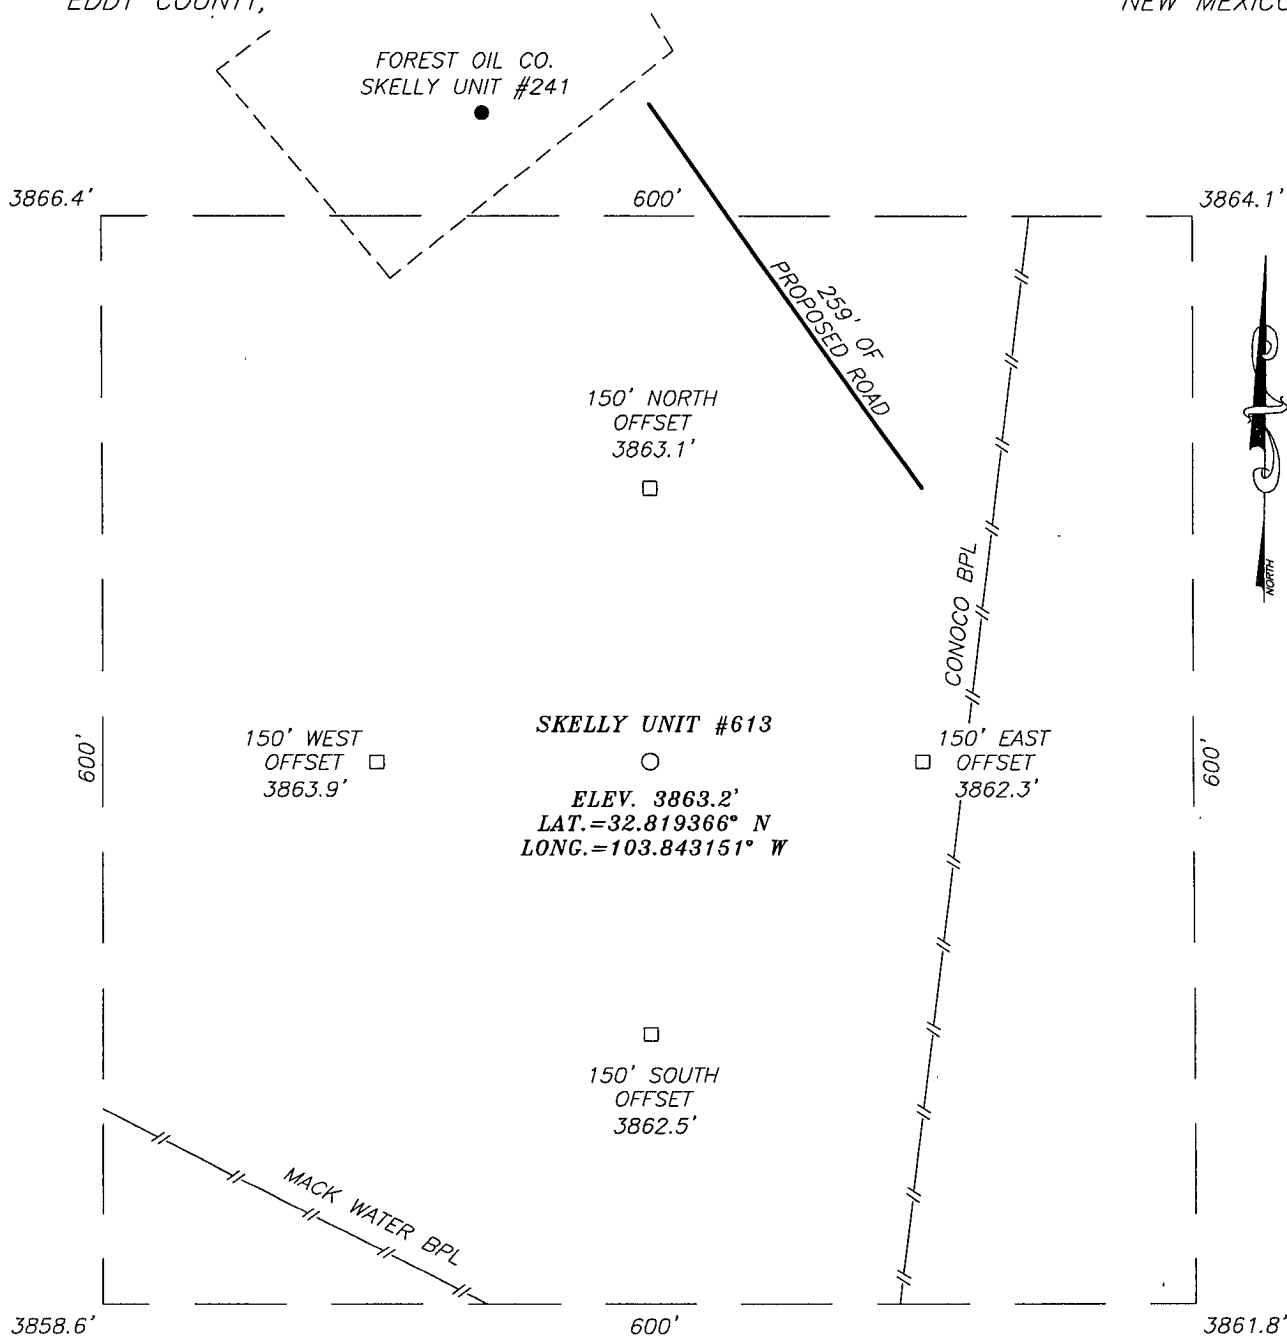 EDDY COUNTY,
NEW MEXICO
FOREST OIL CO.
SKELLY UNIT #241
3866.4'
600'
3864.1'
259' OF
PROPOSED ROAD
150' NORTH
OFFSET
3863.1'
NORTH
CONOCO BPL
SKELLY UNIT #613
150' WEST
OFFSET
3863.9'
150' EAST
OFFSET
3862.3'
600'
600'
ELEV. 3863.2'
LAT.=32.819366° N
LONG.=103.843151° W
150' SOUTH
OFFSET
3862.5'
MACK WATER BPL
3858.6'
600'
3861.8'